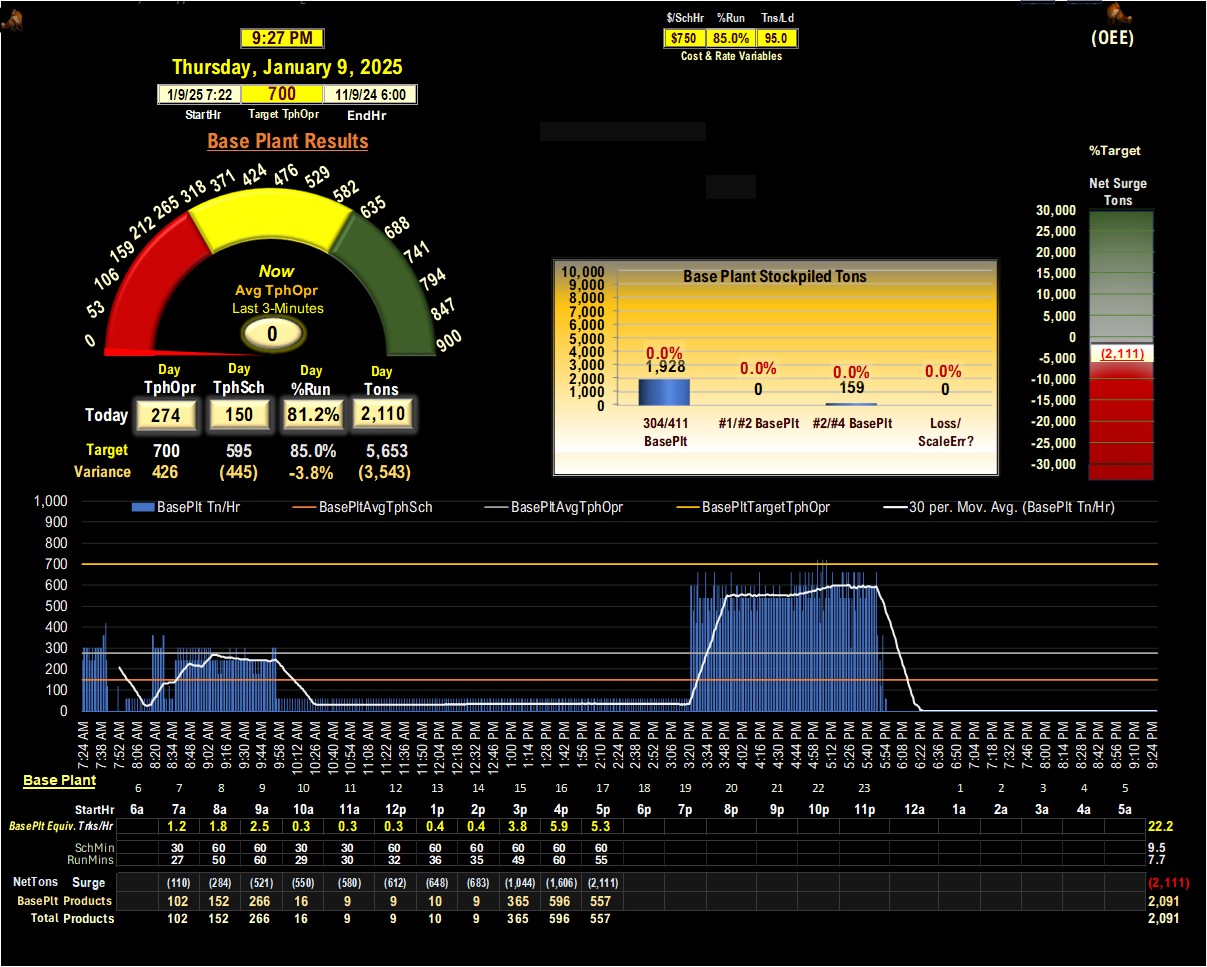 $/SchHr %Run Tns/Ld
9:27 PM
$750 85.0% 95.0
(OEE)
Cost & Rate Variables
Thursday, January 9, 2025
1/9/25 7:22 700 11/9/24 6:00
StartHr Target TphOpr EndHr
Base Plant Results
%Target
Net Surge
Tons
0 53 106 159 212 265 318 371 424 476 529 582 635 688 741 794 847 900
Now
Avg TphOpr
Last 3-Minutes
0
Day Day Day Day
TphOpr TphSch %Run Tons
Today 274 150 81.2% 2,110
Target 700 595 85.0% 5,653
Variance 426 (445) -3.8% (3,543)
Base Plant Stockpiled Tons
10,000
9,000
8,000
7,000
6,000
5,000
4,000
3,000
2,000
1,000
0
0.0% 0.0% 0.0% 0.0%
1,928 0 159 0
304/411 BasePlt
#1/#2 BasePlt
#2/#4 BasePlt
Loss/ ScaleErr?
30,000
25,000
20,000
15,000
10,000
5,000
0
-5,000
-10,000
-15,000
-20,000
-25,000
-30,000
(2,111)
BasePlt Tn/Hr BasePltAvgTphSch BasePltAvgTphOpr BasePltTargetTphOpr 30 per. Mov. Avg. (BasePlt Tn/Hr)
1,000
900
800
700
600
500
400
300
200
100
0
7:24 AM 7:38 AM 7:52 AM 8:06 AM 8:20 AM 8:34 AM 8:48 AM 9:02 AM 9:16 AM 9:30 AM 9:44 AM 9:58 AM 10:12 AM 10:26 AM 10:40 AM 10:54 AM 11:08 AM 11:22 AM 11:36 AM 11:50 AM 12:04 PM 12:18 PM 12:32 PM 12:46 PM 1:00 PM 1:14 PM 1:28 PM 1:42 PM 1:56 PM 2:10 PM 2:24 PM 2:38 PM 2:52 PM 3:06 PM 3:20 PM 3:34 PM 3:48 PM 4:02 PM 4:16 PM 4:30 PM 4:44 PM 4:58 PM 5:12 PM 5:26 PM 5:40 PM 5:54 PM 6:08 PM 6:22 PM 6:36 PM 6:50 PM 7:04 PM 7:18 PM 7:32 PM 7:46 PM 8:00 PM 8:14 PM 8:28 PM 8:42 PM 8:56 PM 9:10 PM 9:24 PM
Base Plant
6 7 8 9 10 11 12 13 14 15 16 17 18 19 20 21 22 23 1 2 3 4 5
StartHr 6a 7a 8a 9a 10a 11a 12p 1p 2p 3p 4p 5p 6p 7p 8p 9p 10p 11p 12a 1a 2a 3a 4a 5a
BasePlt Equiv. Trks/Hr 1.2 1.8 2.5 0.3 0.3 0.3 0.4 0.4 3.8 5.9 5.3 22.2
SchMin 30 60 60 30 30 60 60 60 60 60 60 9.5
RunMins 27 50 60 29 30 32 36 35 49 60 55 7.7
NetTons Surge (110) (284) (521) (550) (580) (612) (648) (683) (1,044) (1,606) (2,111) (2,111)
BasePlt Products 102 152 266 16 9 9 10 9 365 596 557 2,091
Total Products 102 152 266 16 9 9 10 9 365 596 557 2,091